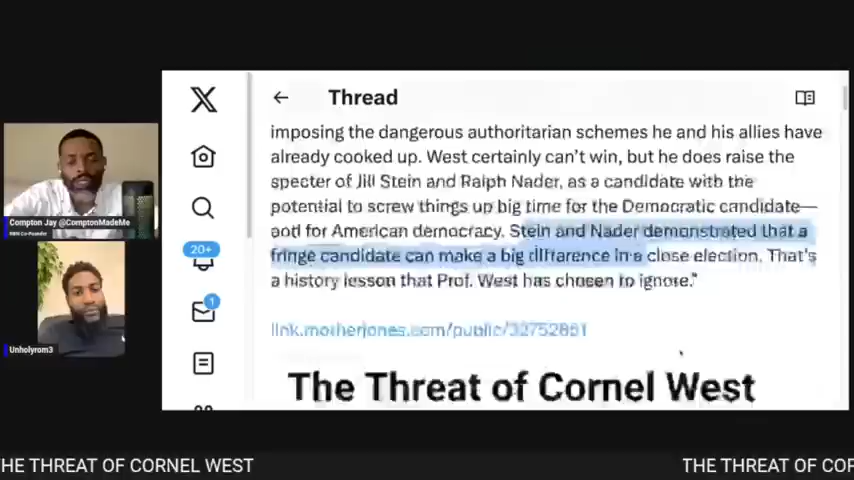 Thread
imposing the dangerous authoritarian schemes he and his allies have
already cooked up. West certainly can't win, but he does raise the
specter of Jill Stein and Ralph Nader, as a candidate with the
potential to screw things up big time for the Democratic candidate—
and for American democracy. Stein and Nader demonstrated that a
fringe candidate can make a big difference in a close election. That's
a history lesson that Prof. West has chosen to ignore."
link.motherjones.com/public/32752861
The Threat of Cornel West
20+
1
Compton Jay @ComptonMadeMe
RBN Co-Founder
Unholyrom3
HE THREAT OF CORNEL WEST
THE THREAT OF COR